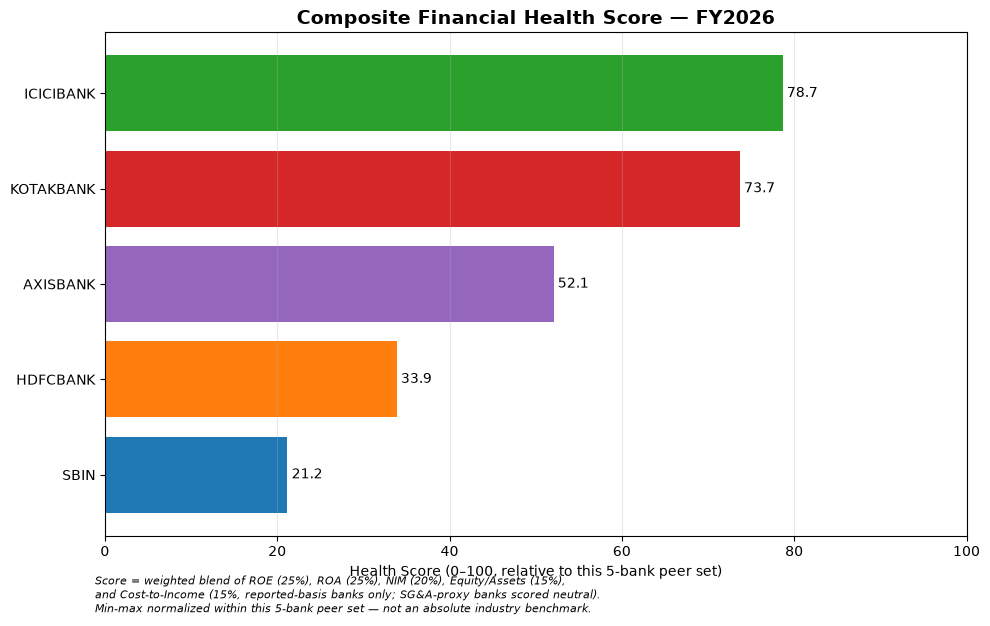 Composite Financial Health Score — FY2026
ICICIBANK
78.7
KOTAKBANK
73.7
AXISBANK
52.1
HDFCBANK
33.9
SBIN
21.2
0 20 40 60 80 100
Health Score (0–100, relative to this 5-bank peer set)
Score = weighted blend of ROE (25%), ROA (25%), NIM (20%), Equity/Assets (15%),
and Cost-to-Income (15%, reported-basis banks only; SG&A-proxy banks scored neutral).
Min-max normalized within this 5-bank peer set — not an absolute industry benchmark.